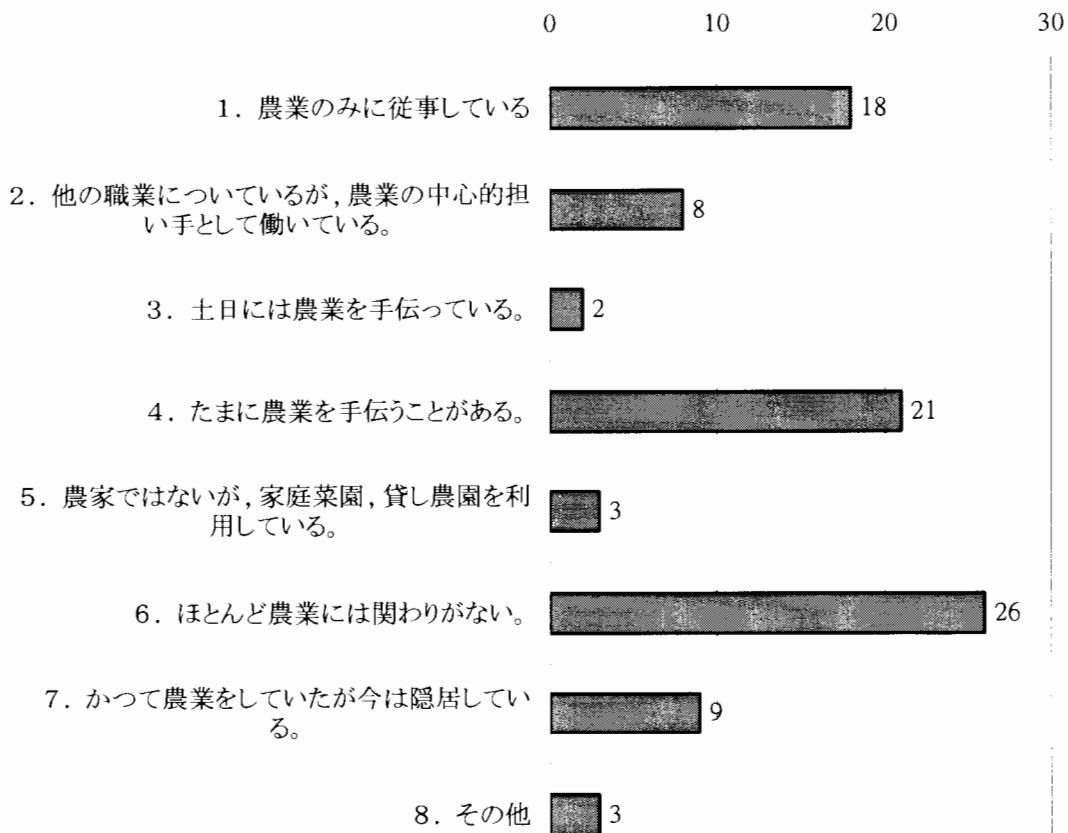 0 10 20 30
1. 農業のみに従事している
18
2. 他の職業についているが,農業の中心的担
い手として働いている。
8
3. 土日には農業を手伝っている。
2
4. たまに農業を手伝うことがある。
21
5. 農家ではないが,家庭菜園,貸し農園を利
用している。
3
6. ほとんど農業には関わりがない。
26
7. かつて農業をしていたが今は隠居してい
る。
9
8. その他
3